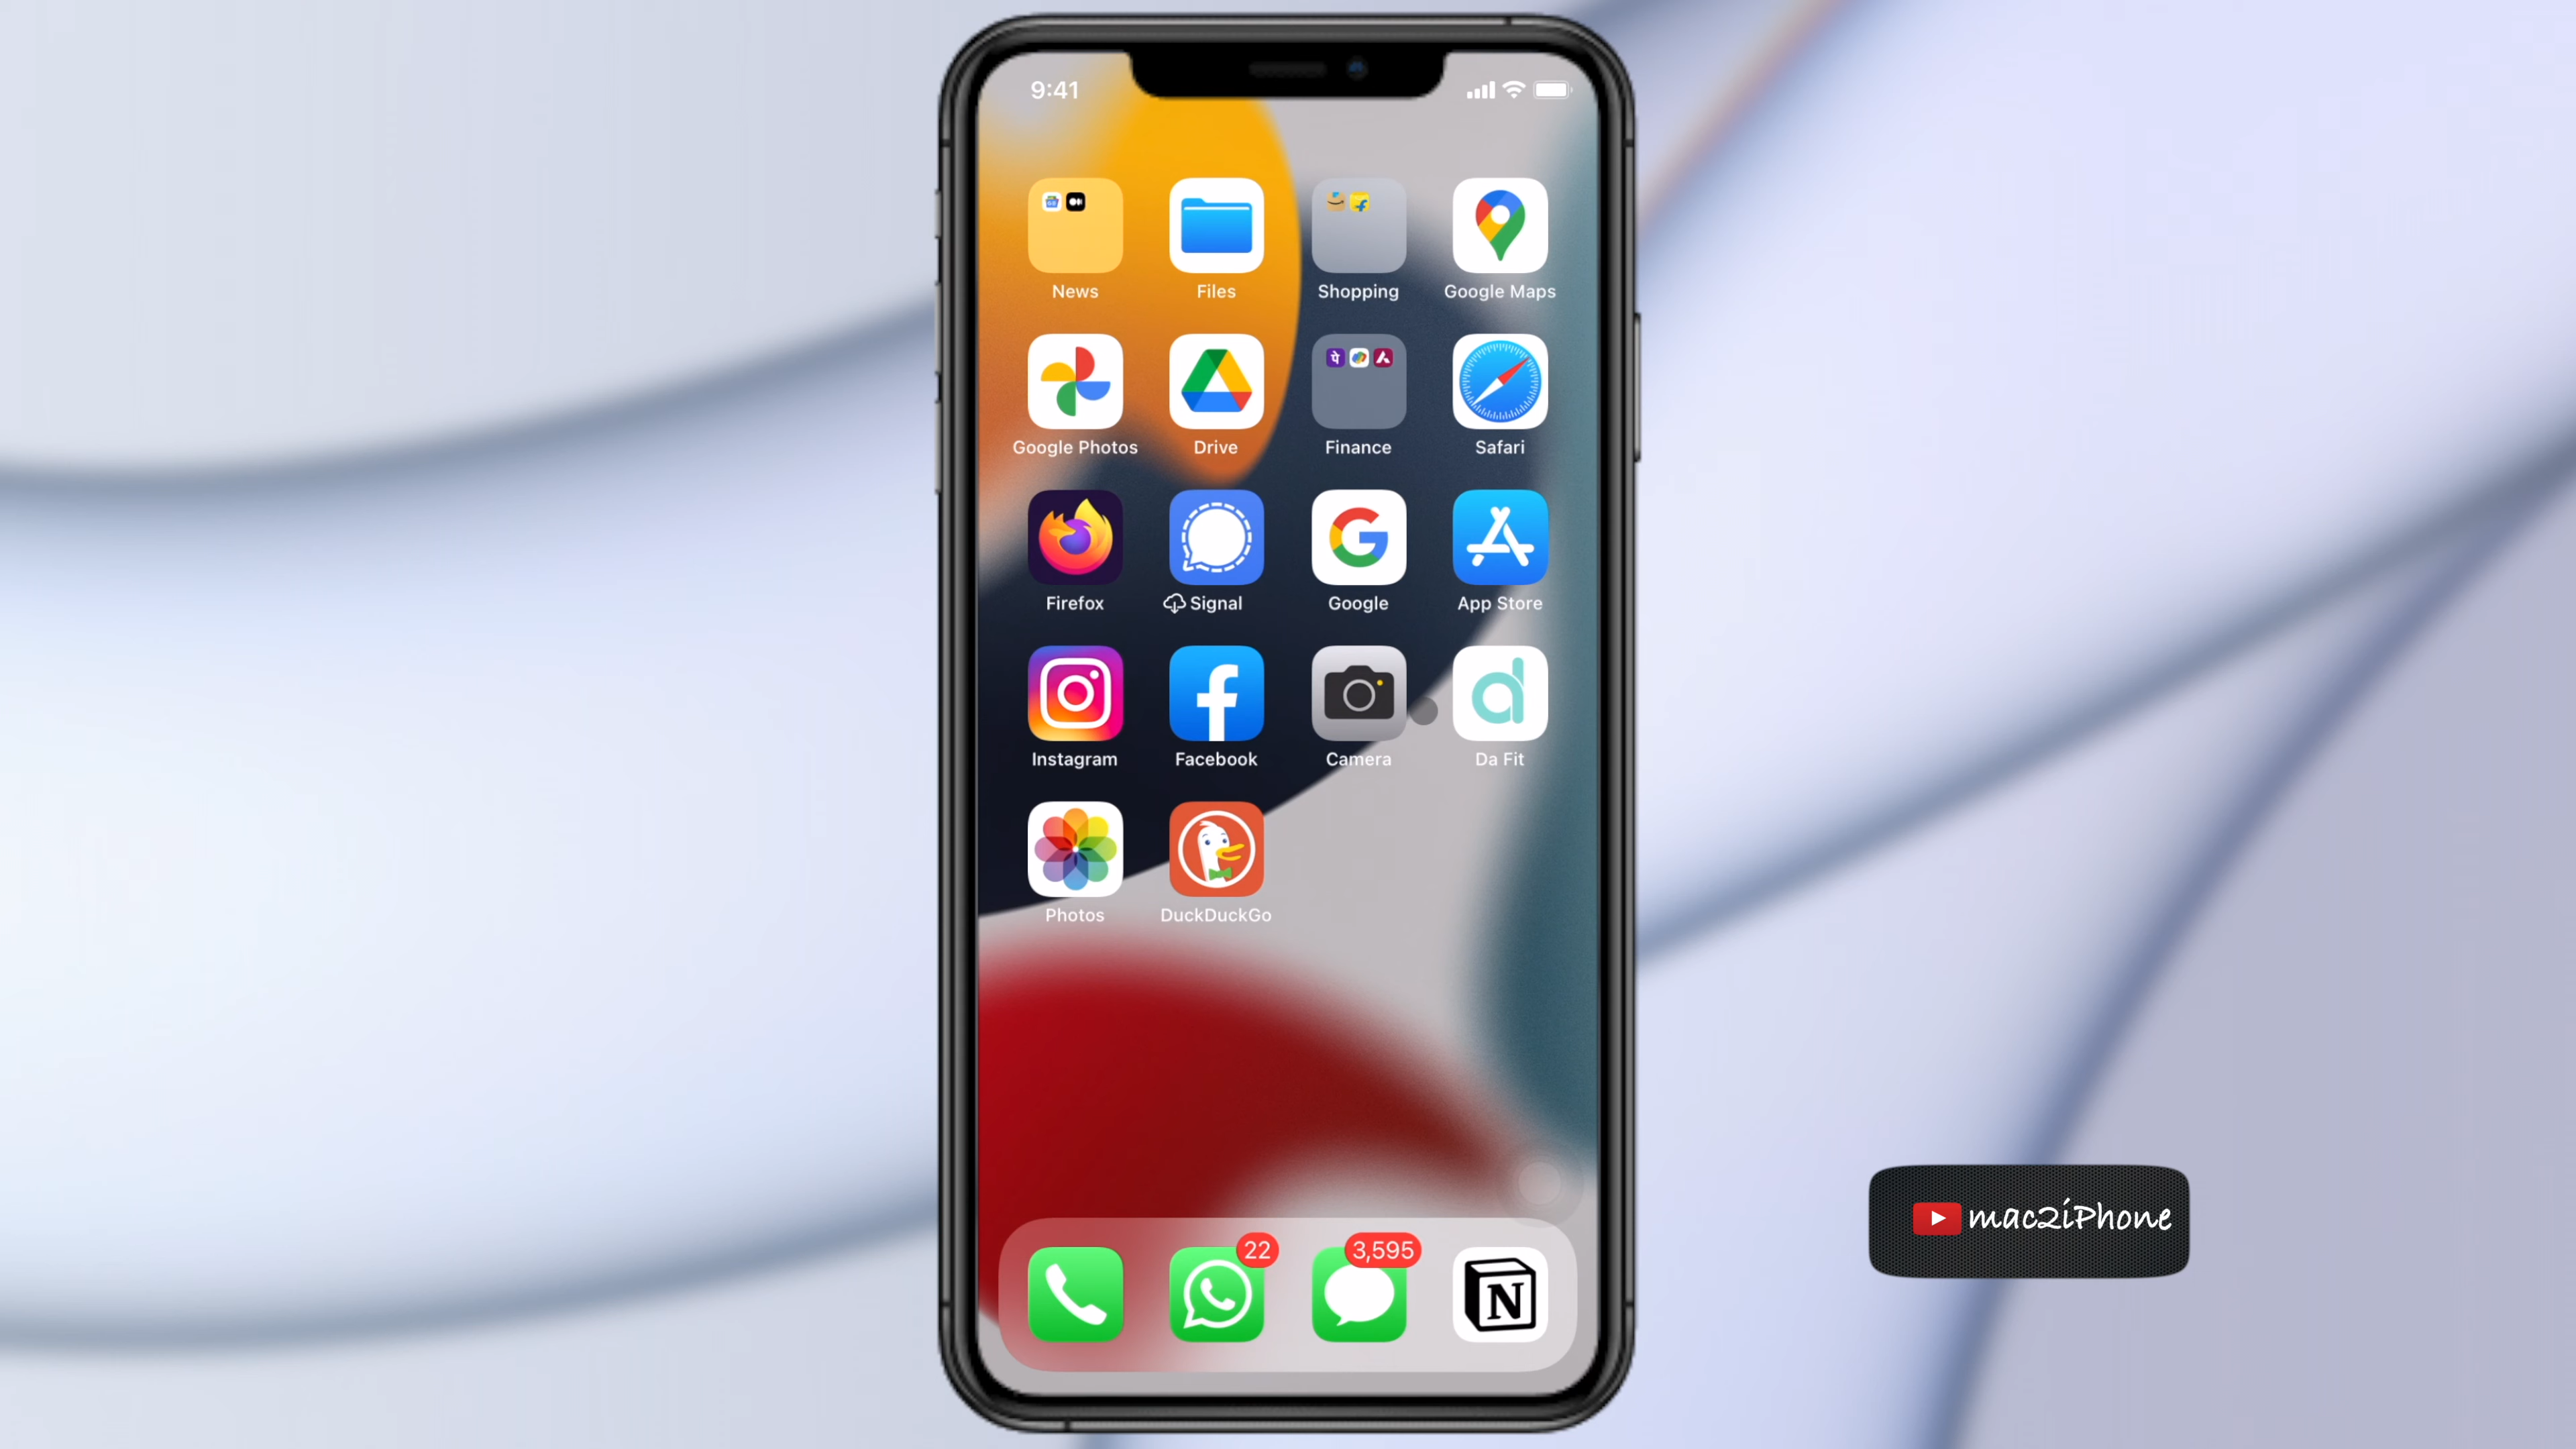 9:41
News Files Shopping Google Maps
पे
Google Photos Drive Finance Safari
Firefox Signal Google App Store
Instagram Facebook Camera Da Fit
Photos DuckDuckGo
22 3,595
N
mac2iPhone